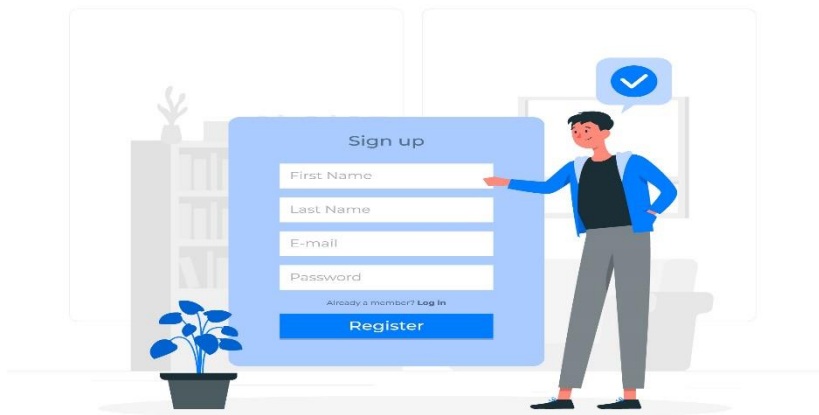 Sign up
First Name
Last Name
E-mail
Password
Already a member? Log in
Register